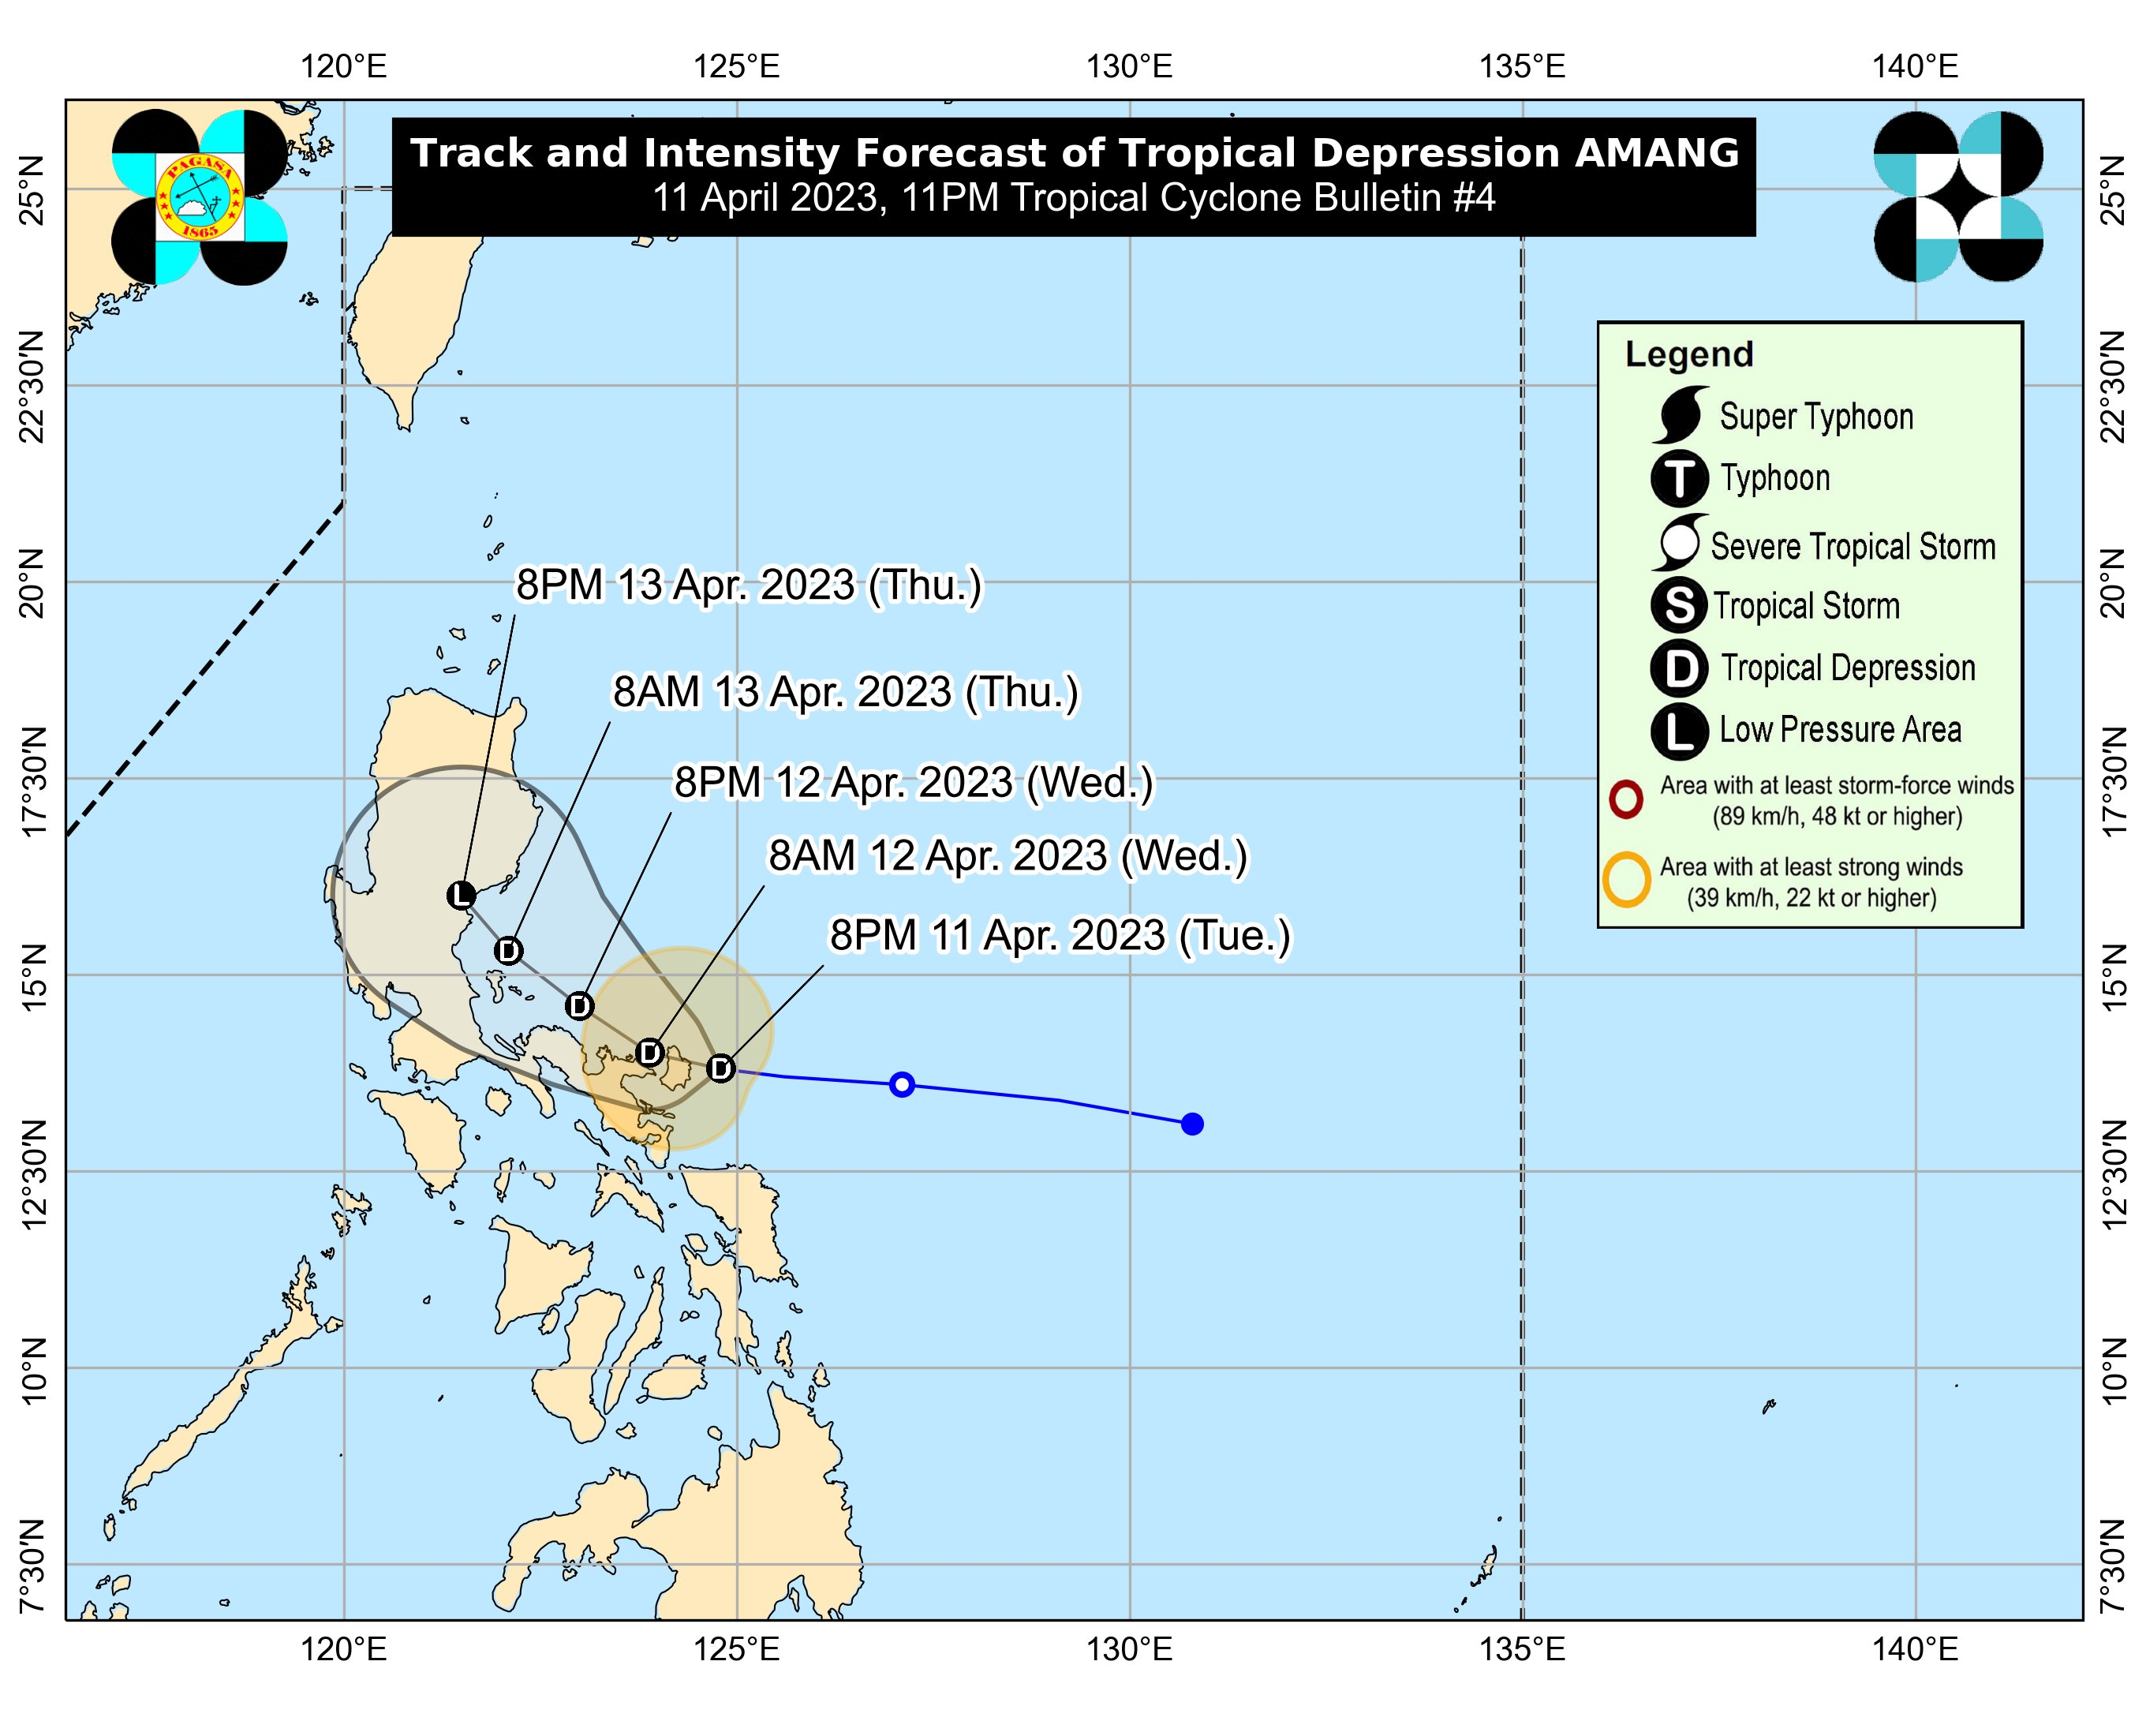 120°E 125°E 130°E 135°E 140°E
Track and Intensity Forecast of Tropical Depression AMANG
11 April 2023, 11PM Tropical Cyclone Bulletin #4
PAGASA
1865
25°N 25°N
22°30'N 22°30'N
20°N 20°N
17°30'N 17°30'N
15°N 15°N
12°30'N 12°30'N
10°N 10°N
7°30'N 7°30'N
Legend
Super Typhoon
T Typhoon
Severe Tropical Storm
S Tropical Storm
D Tropical Depression
L Low Pressure Area
Area with at least storm-force winds
(89 km/h, 48 kt or higher)
Area with at least strong winds
(39 km/h, 22 kt or higher)
8PM 13 Apr. 2023 (Thu.)
8AM 13 Apr. 2023 (Thu.)
8PM 12 Apr. 2023 (Wed.)
8AM 12 Apr. 2023 (Wed.)
8PM 11 Apr. 2023 (Tue.)
L
D
D
D
D
120°E 125°E 130°E 135°E 140°E